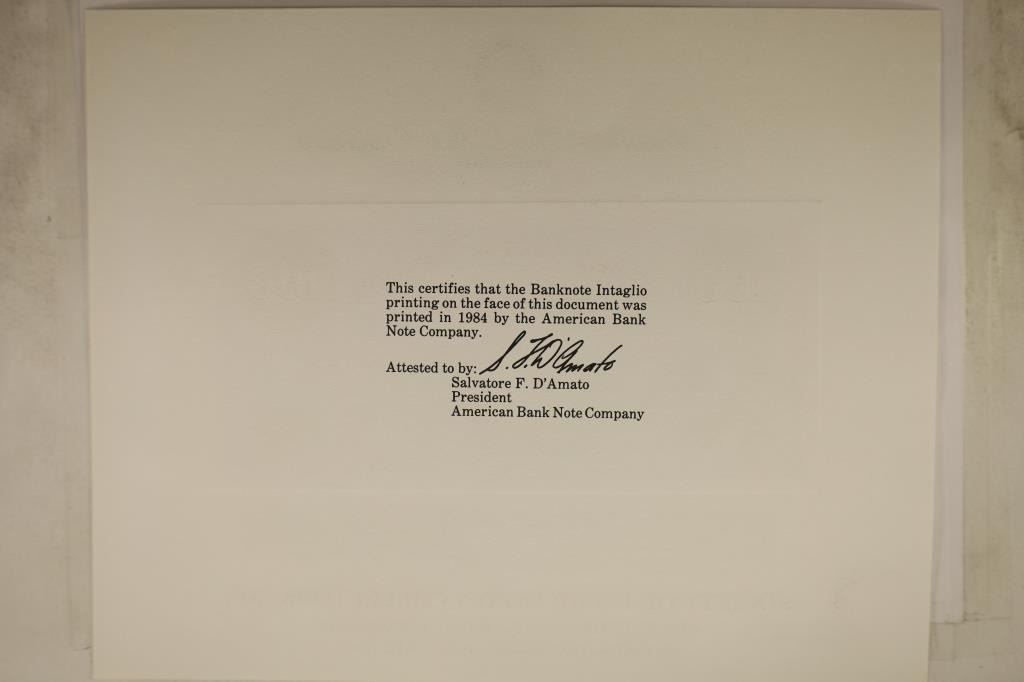 This certifies that the Banknote Intaglio
printing on the face of this document was
printed in 1984 by the American Bank
Note Company.
Attested to by: S. F. D'Amato
Salvatore F. D'Amato
President
American Bank Note Company